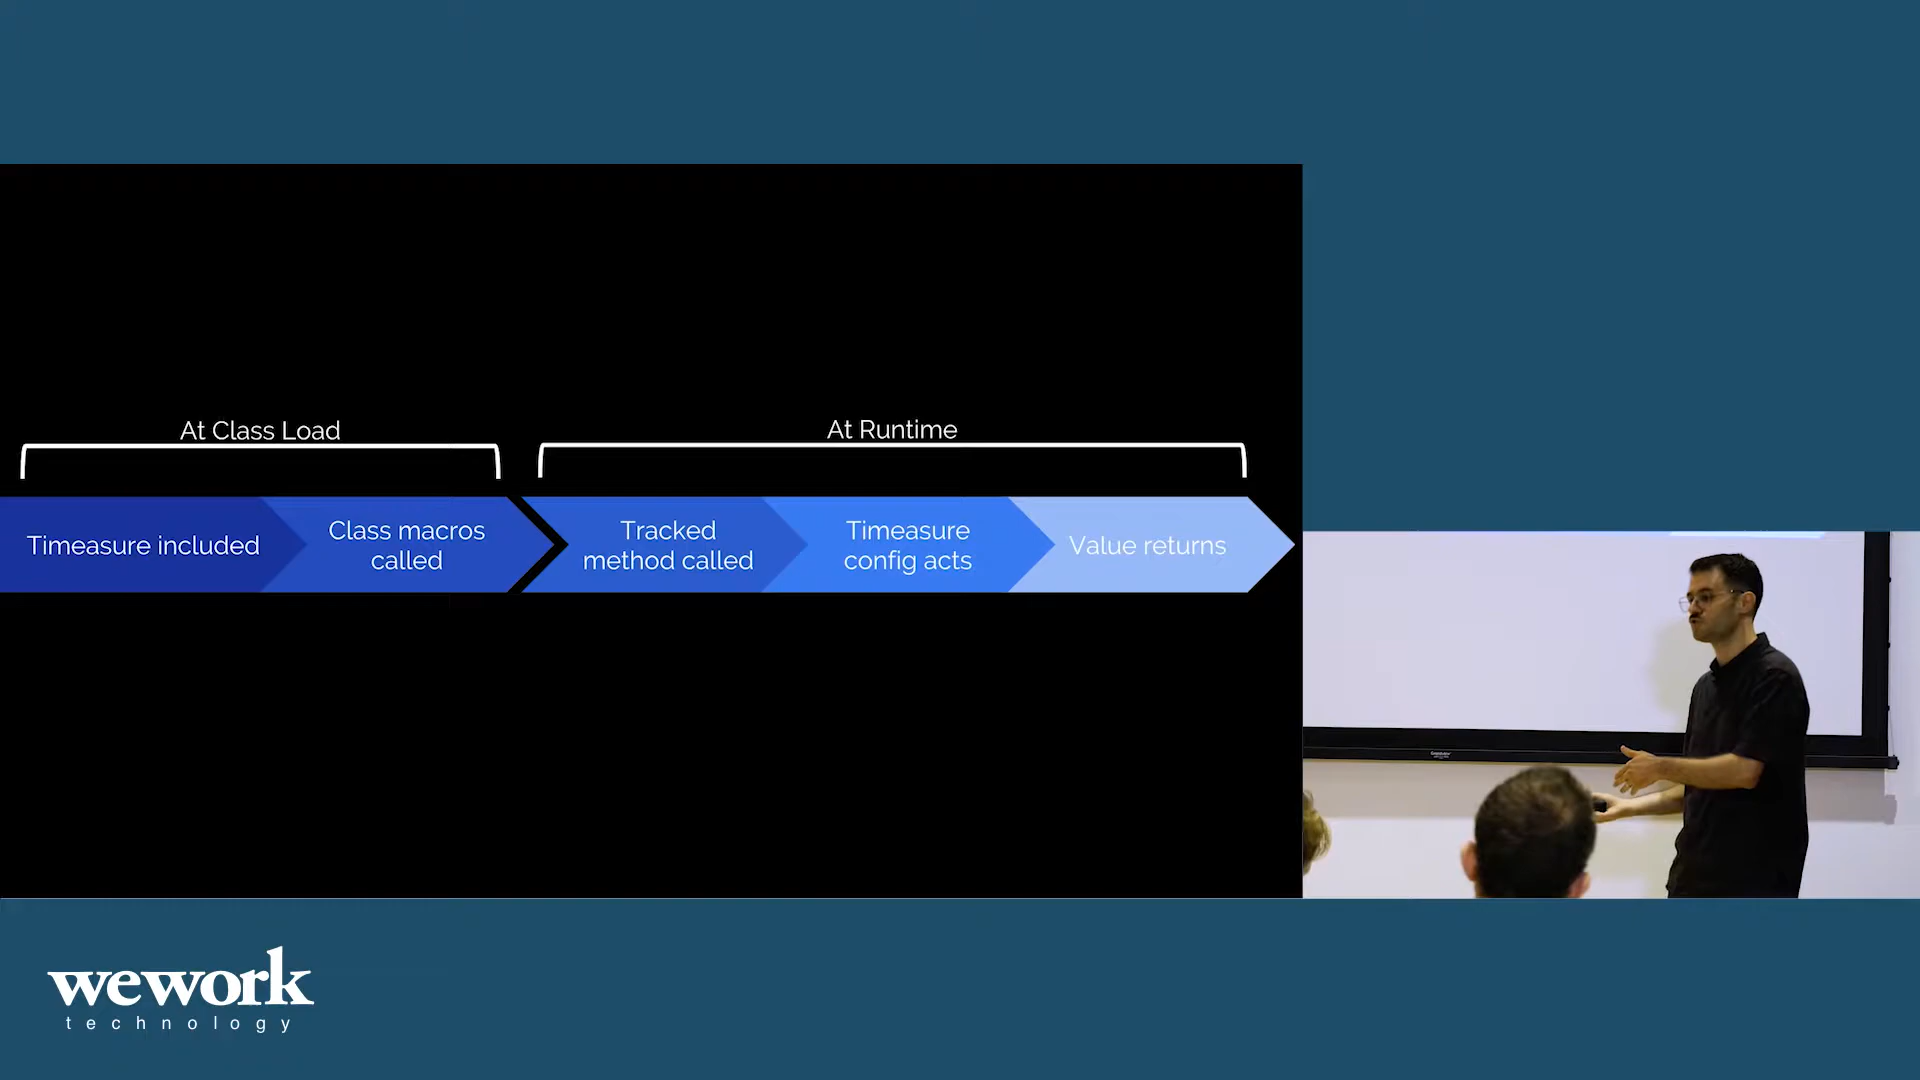 At Class Load
At Runtime
Timeasure included
Class macros
called
Tracked
method called
Timeasure
config acts
Value returns
wework
technology